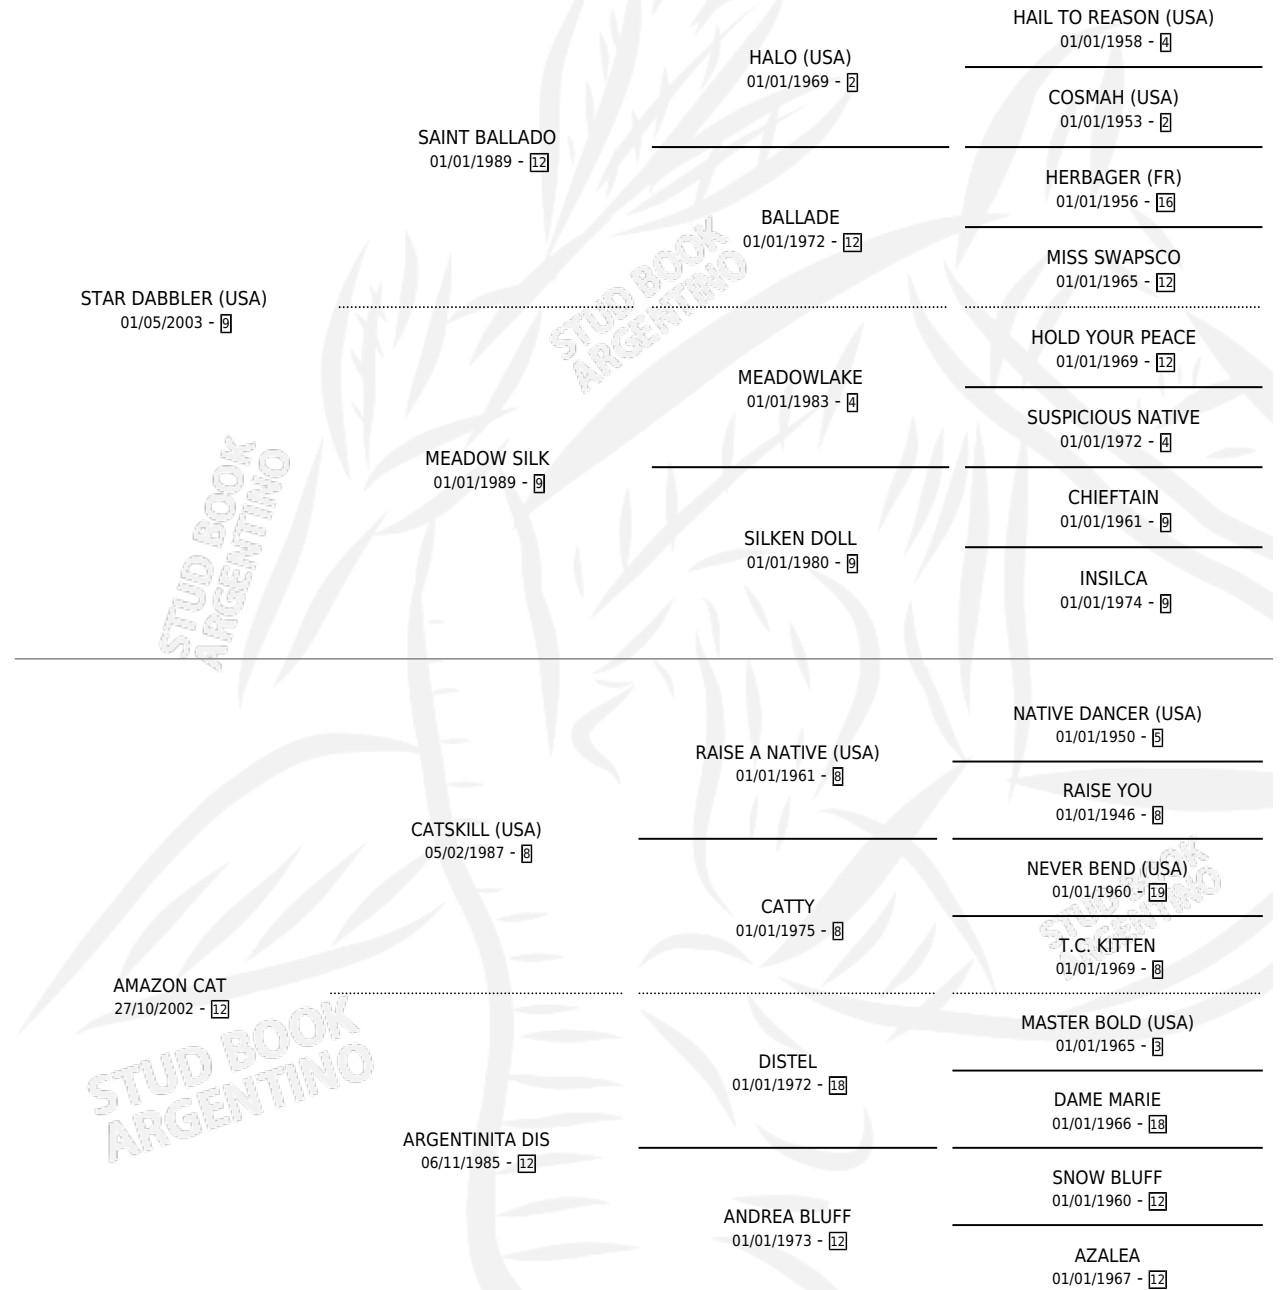 HAIL TO REASON (USA)
01/01/1958 - 4
HALO (USA)
01/01/1969 - 2
COSMAH (USA)
01/01/1953 - 2
SAINT BALLADO
01/01/1989 - 12
HERBAGER (FR)
01/01/1956 - 16
BALLADE
01/01/1972 - 12
MISS SWAPSCO
01/01/1965 - 12
STAR DABBLER (USA)
01/05/2003 - 9
STUD BOOK
ARGENTINO
HOLD YOUR PEACE
01/01/1969 - 12
MEADOWLAKE
01/01/1983 - 4
SUSPICIOUS NATIVE
01/01/1972 - 4
MEADOW SILK
01/01/1989 - 9
CHIEFTAIN
01/01/1961 - 9
SILKEN DOLL
01/01/1980 - 9
INSILCA
01/01/1974 - 9
STUD BOOK
ARGENTINO
NATIVE DANCER (USA)
01/01/1950 - 5
RAISE A NATIVE (USA)
01/01/1961 - 8
RAISE YOU
01/01/1946 - 8
CATSKILL (USA)
05/02/1987 - 8
NEVER BEND (USA)
01/01/1960 - 19
CATTY
01/01/1975 - 8
T.C. KITTEN
01/01/1969 - 8
STUD BOOK
ARGENTINO
AMAZON CAT
27/10/2002 - 12
MASTER BOLD (USA)
01/01/1965 - 3
DISTEL
01/01/1972 - 18
DAME MARIE
01/01/1966 - 18
STUD BOOK
ARGENTINO
ARGENTINITA DIS
06/11/1985 - 12
SNOW BLUFF
01/01/1960 - 12
ANDREA BLUFF
01/01/1973 - 12
AZALEA
01/01/1967 - 12